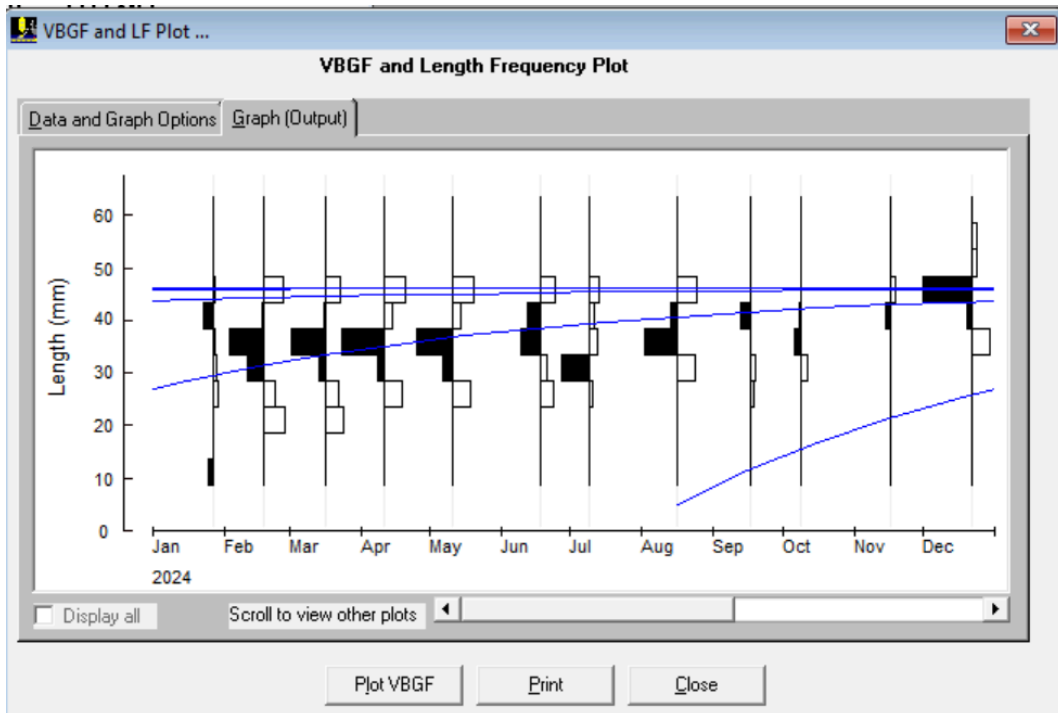 VBGF and LF Plot ...
VBGF and Length Frequency Plot
Data and Graph Options
Graph (Output)
Length (mm)
60
50
40
30
20
10
0
Jan Feb Mar Apr May Jun Jul Aug Sep Oct Nov Dec
2024
Display all
Scroll to view other plots
Plot VBGF
Print
Close